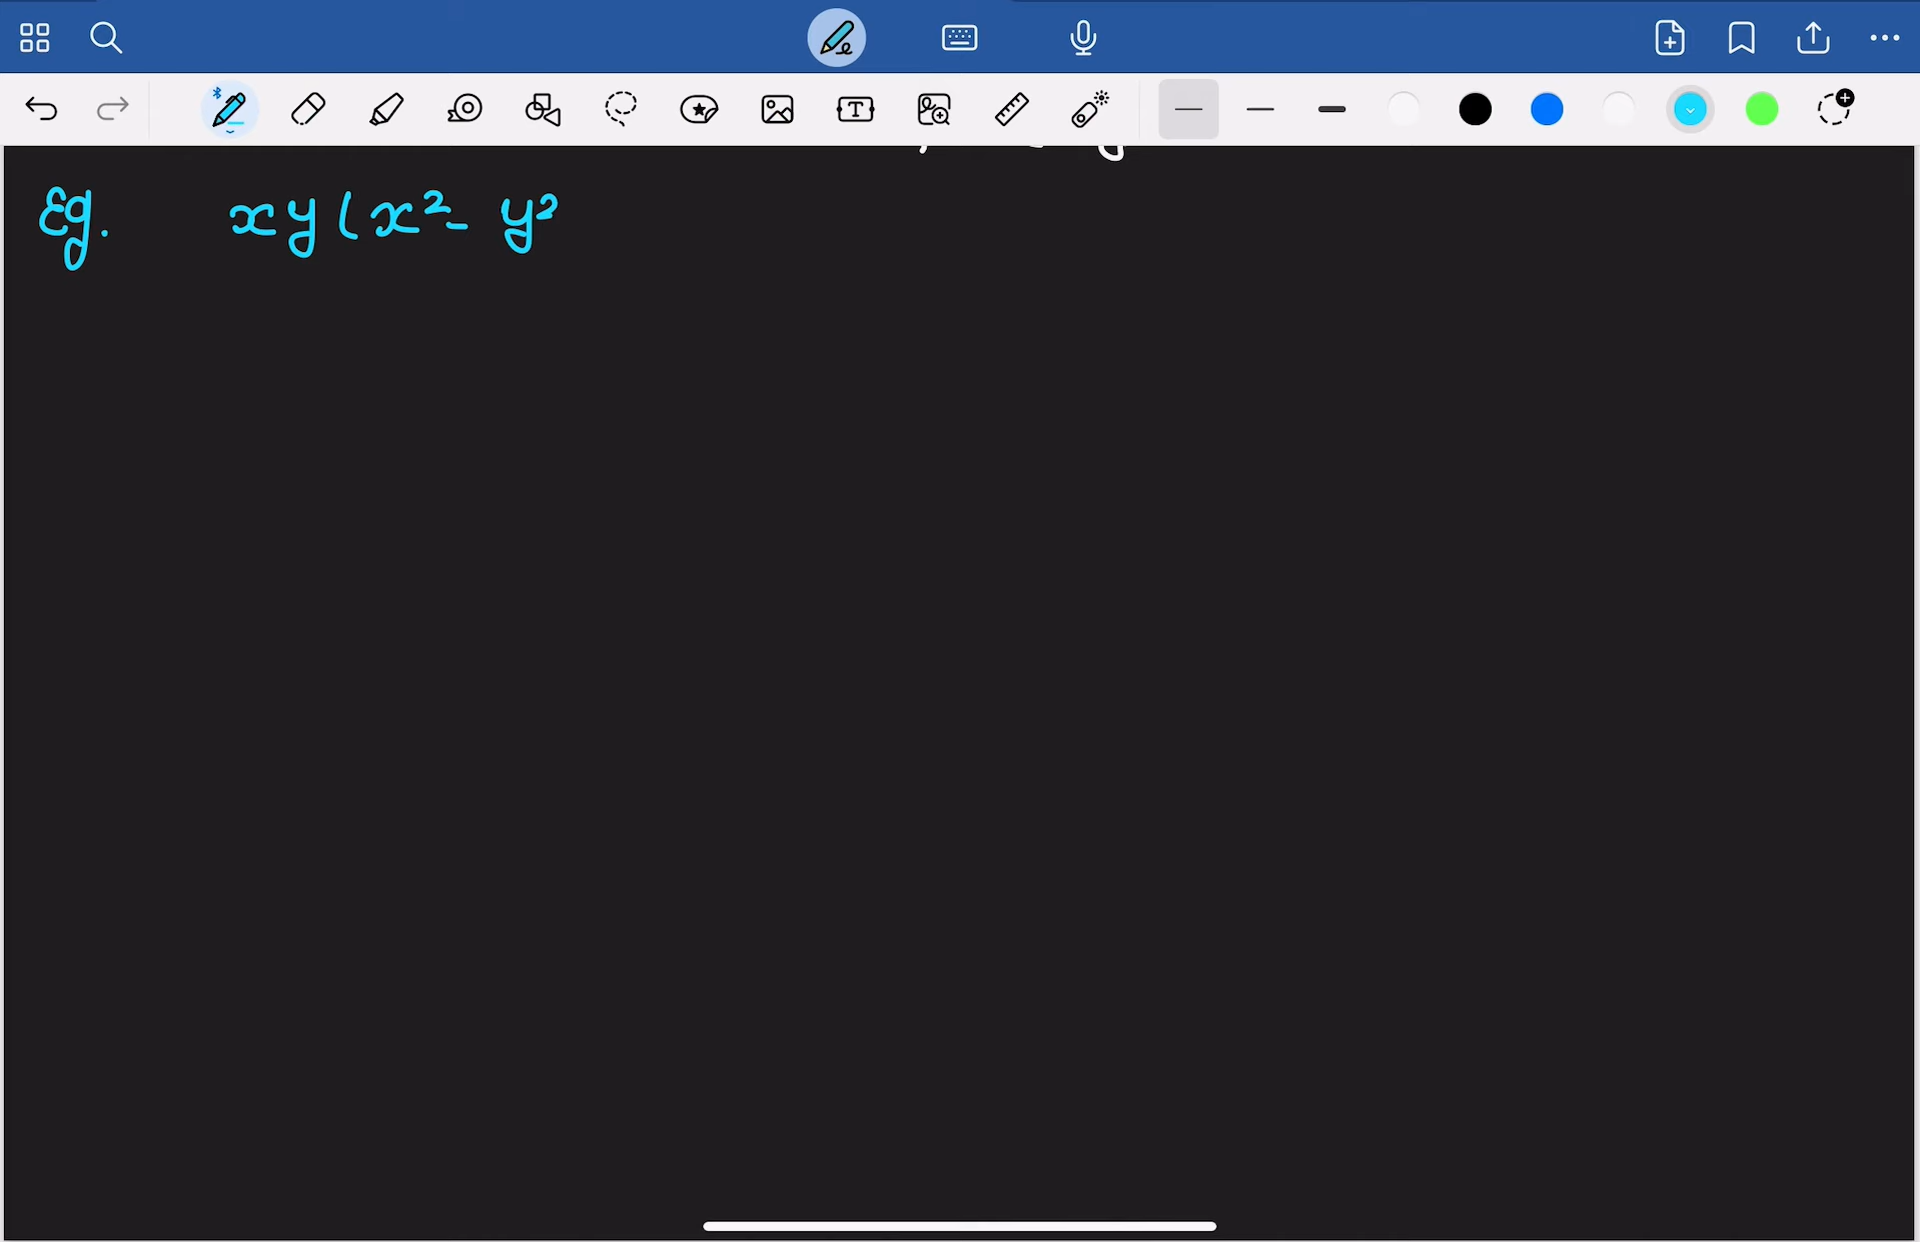 Eg. xy(x² - y²